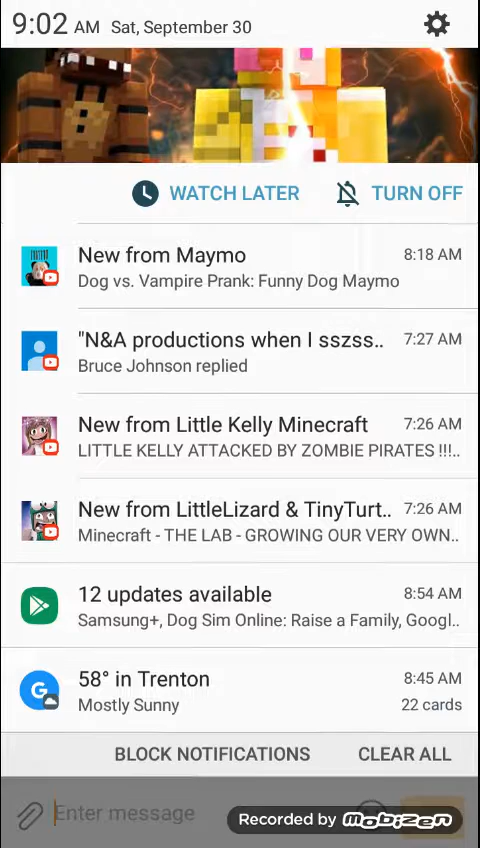 9:02 AM Sat, September 30
WATCH LATER TURN OFF
New from Maymo 8:18 AM
Dog vs. Vampire Prank: Funny Dog Maymo
"N&A productions when I sszss.. 7:27 AM
Bruce Johnson replied
New from Little Kelly Minecraft 7:26 AM
LITTLE KELLY ATTACKED BY ZOMBIE PIRATES !!!..
New from LittleLizard & TinyTurt.. 7:26 AM
Minecraft - THE LAB - GROWING OUR VERY OWN..
12 updates available 8:54 AM
Samsung+, Dog Sim Online: Raise a Family, Googl..
G
58° in Trenton 8:45 AM
Mostly Sunny 22 cards
BLOCK NOTIFICATIONS CLEAR ALL
Enter message
Recorded by mobizen